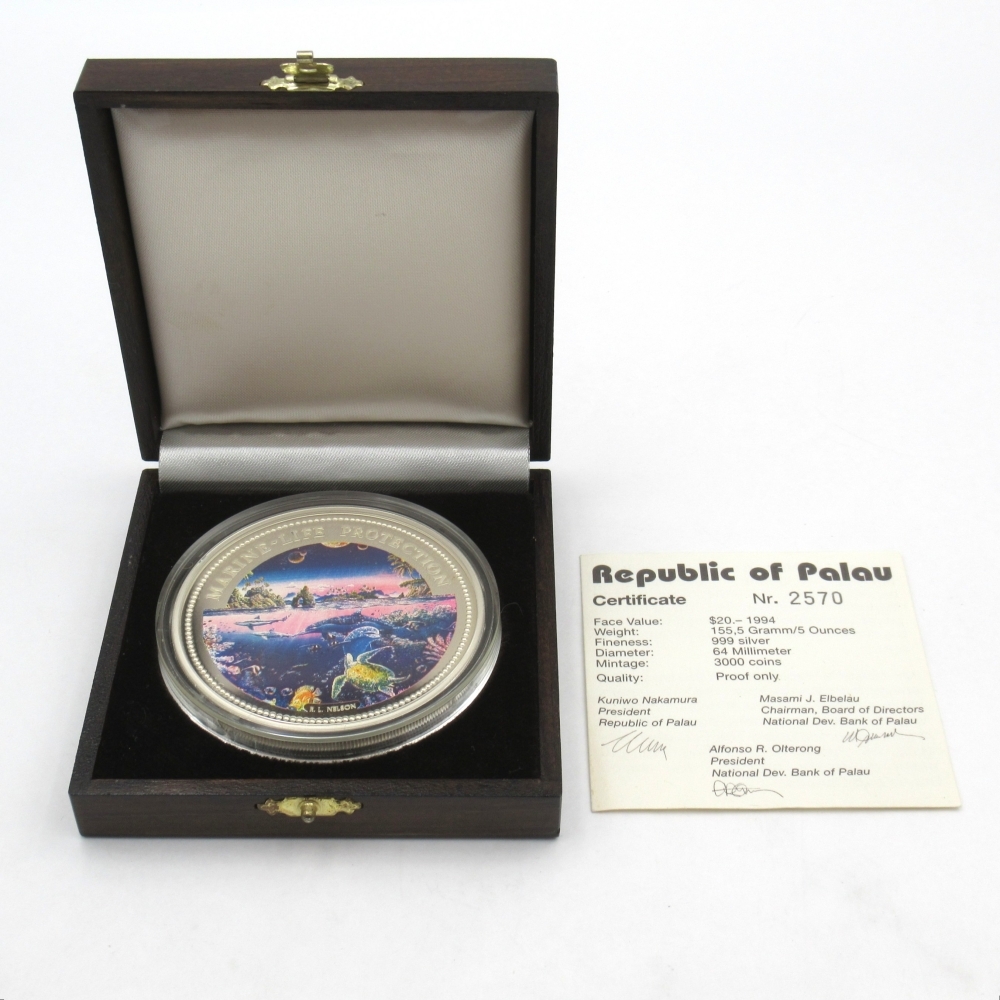 MARINE-LIFE PROTECTION
R. L. NELSON
Republic of Palau
Certificate Nr. 2570
Face Value: $20.– 1994
Weight: 155,5 Gramm/5 Ounces
Fineness: 999 silver
Diameter: 64 Millimeter
Mintage: 3000 coins
Quality: Proof only
Kuniwo Nakamura Masami J. Elbelau
President Chairman, Board of Directors
Republic of Palau National Dev. Bank of Palau
Alfonso R. Olterong
President
National Dev. Bank of Palau